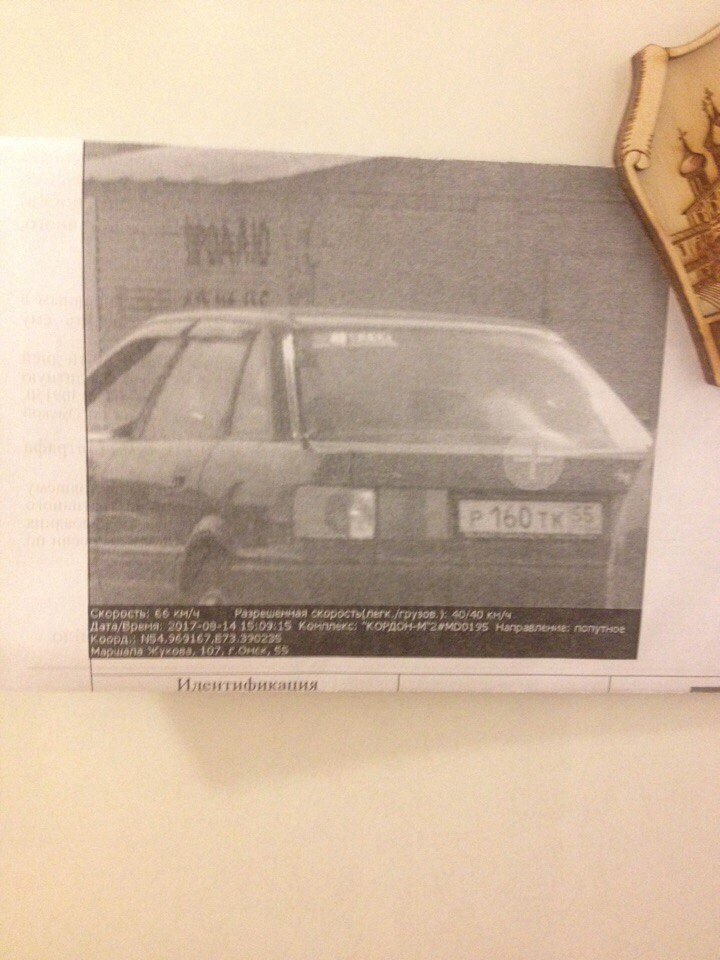 Р 160 ТК 55
Скорость: 66 км/ч Разрешенная скорость(легк./грузов.): 40/40 км/ч
Дата/Время: 2017-08-14 15:09:15 Комплекс: "КОРДОН-М"2#MD0195 Направление: попутное
Коорд.: N54.969167,E73.390235
Маршала Жукова, 107, г.Омск, 55
Идентификация